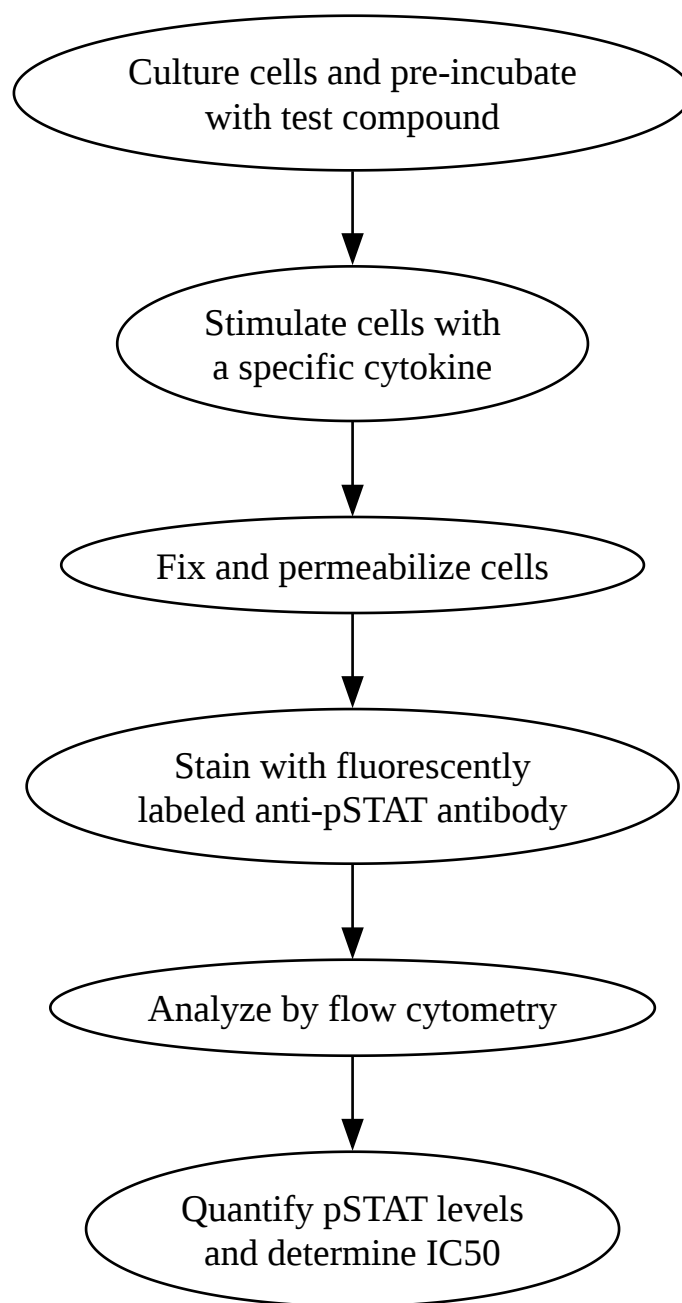 Culture cells and pre-incubate
with test compound
Stimulate cells with
a specific cytokine
Fix and permeabilize cells
Stain with fluorescently
labeled anti-pSTAT antibody
Analyze by flow cytometry
Quantify pSTAT levels
and determine IC50